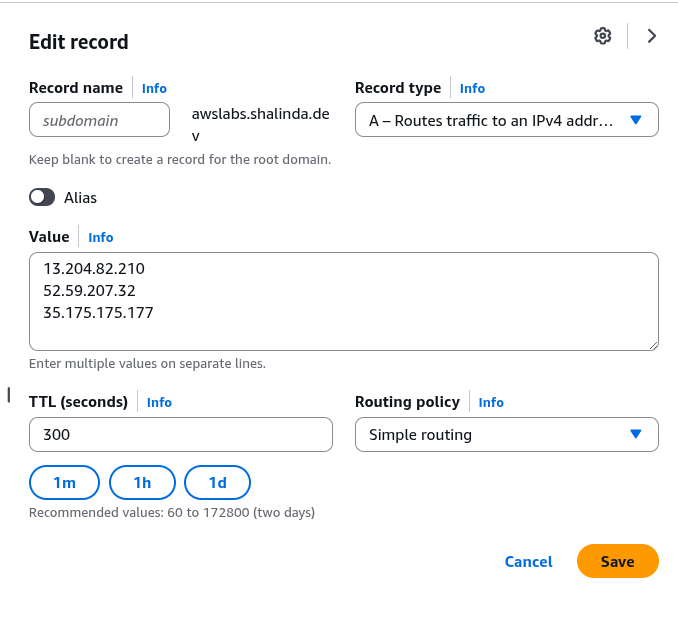 Edit record
Record name Info
subdomain
awslabs.shalinda.de
v
Keep blank to create a record for the root domain.
Record type Info
A – Routes traffic to an IPv4 addr...
Alias
Value Info
13.204.82.210
52.59.207.32
35.175.175.177
Enter multiple values on separate lines.
TTL (seconds) Info
300
1m 1h 1d
Recommended values: 60 to 172800 (two days)
Routing policy Info
Simple routing
Cancel Save